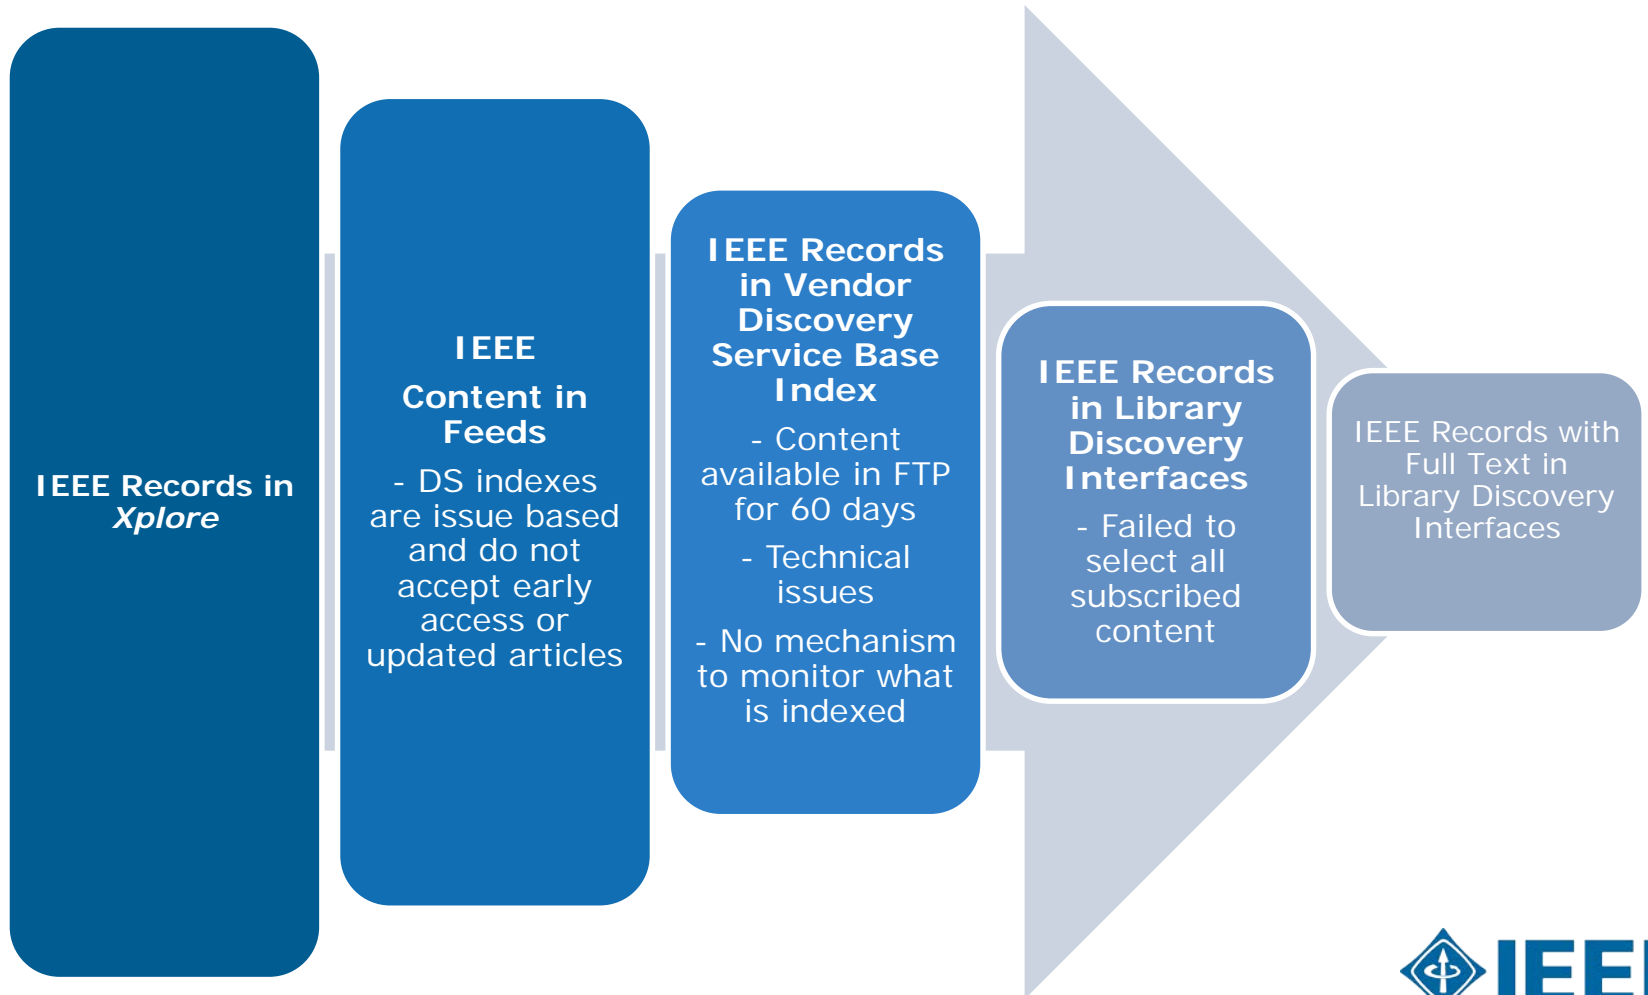 IEEE Records in
Xplore
IEEE
Content in
Feeds
- DS indexes
are issue based
and do not
accept early
access or
updated articles
IEEE Records
in Vendor
Discovery
Service Base
Index
- Content
available in FTP
for 60 days
- Technical
issues
- No mechanism
to monitor what
is indexed
IEEE Records
in Library
Discovery
Interfaces
- Failed to
select all
subscribed
content
IEEE Records with
Full Text in
Library Discovery
Interfaces
IEEE